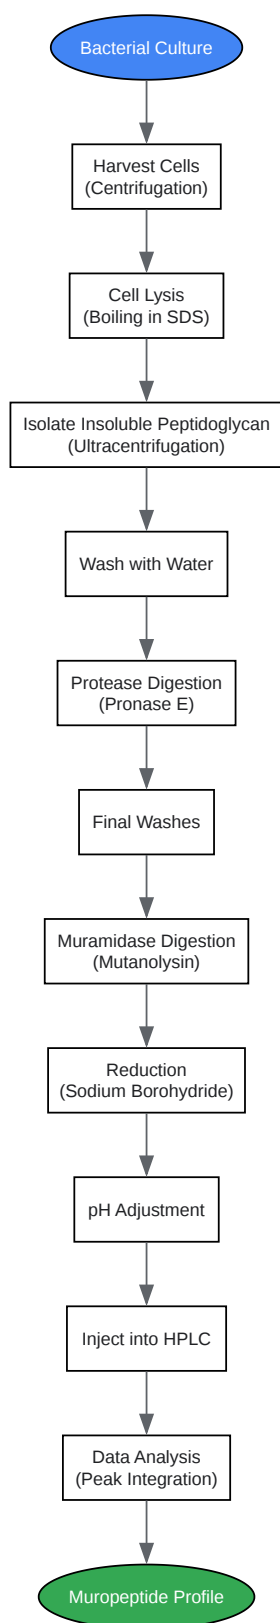 Bacterial Culture
Harvest Cells
(Centrifugation)
Cell Lysis
(Boiling in SDS)
Isolate Insoluble Peptidoglycan
(Ultracentrifugation)
Wash with Water
Protease Digestion
(Pronase E)
Final Washes
Muramidase Digestion
(Mutanolysin)
Reduction
(Sodium Borohydride)
pH Adjustment
Inject into HPLC
Data Analysis
(Peak Integration)
Muropeptide Profile